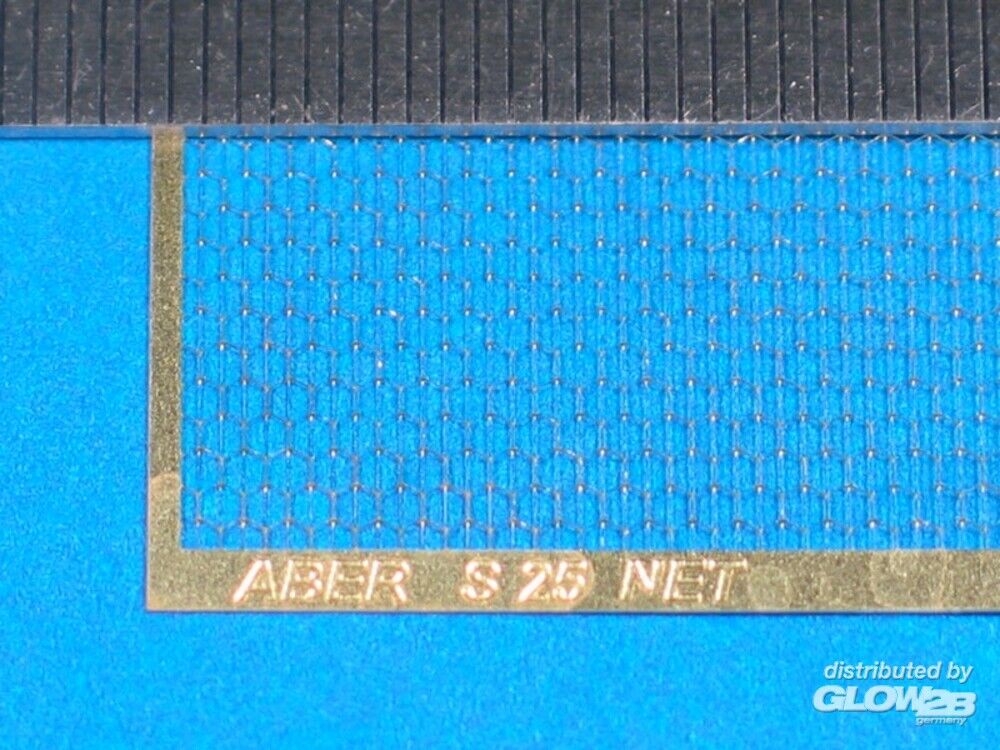 ABER S 25 NET
distributed by
GLOW2B
germany